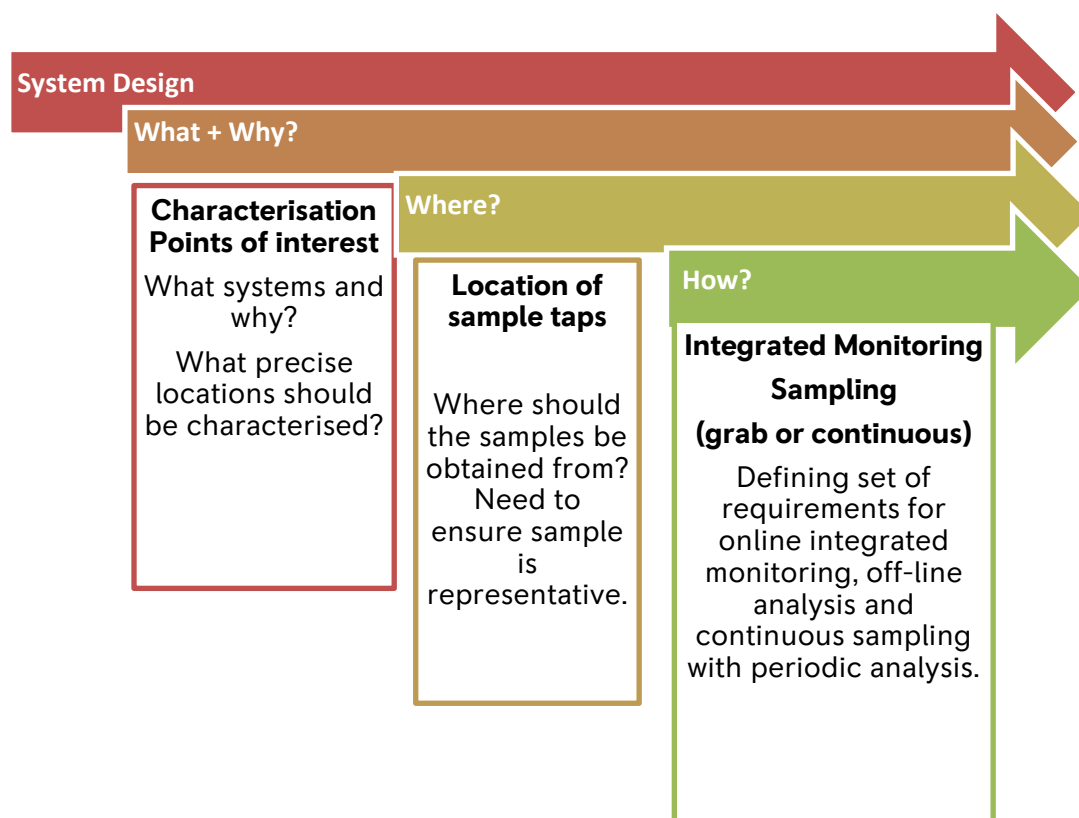 System Design
What + Why?
Characterisation
Points of interest
What systems and
why?
What precise
locations should
be characterised?
Where?
Location of
sample taps
Where should
the samples be
obtained from?
Need to
ensure sample
is
representative.
How?
Integrated Monitoring
Sampling
(grab or continuous)
Defining set of
requirements for
online integrated
monitoring, off-line
analysis and
continuous sampling
with periodic analysis.